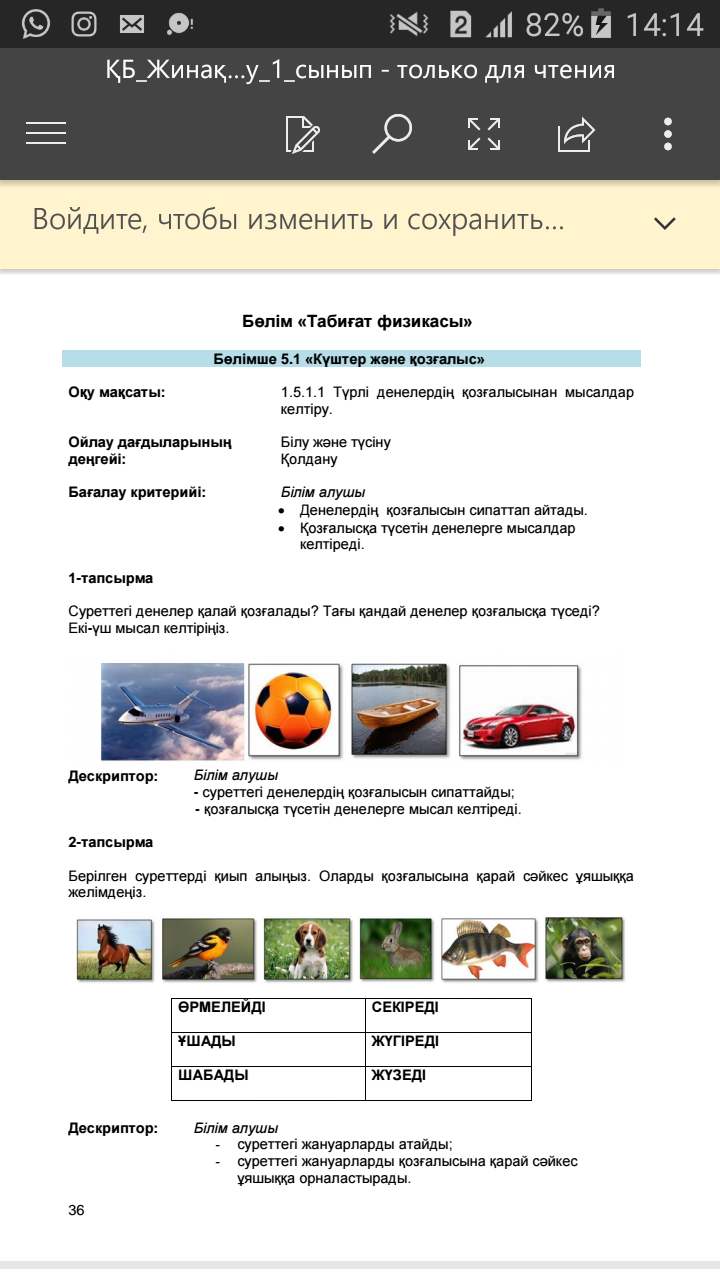 2 82% 14:14
ҚБ_Жинақ...у_1_сынып - только для чтения
Войдите, чтобы изменить и сохранить...
Бөлім «Табиғат физикасы»
Бөлімше 5.1 «Күштер және қозғалыс»
Оқу мақсаты: 1.5.1.1 Түрлі денелердің қозғалысынан мысалдар
келтіру.
Ойлау дағдыларының Білу және түсіну
деңгейі: Қолдану
Бағалау критерийі: Білім алушы
• Денелердің қозғалысын сипаттап айтады.
• Қозғалысқа түсетін денелерге мысалдар
келтіреді.
1-тапсырма
Суреттегі денелер қалай қозғалады? Тағы қандай денелер қозғалысқа түседі?
Екі-үш мысал келтіріңіз.
Дескриптор: Білім алушы
- суреттегі денелердің қозғалысын сипаттайды;
- қозғалысқа түсетін денелерге мысал келтіреді.
2-тапсырма
Берілген суреттерді қиып алыңыз. Оларды қозғалысына қарай сәйкес ұяшыққа
желімдеңіз.
ӨРМЕЛЕЙДІ СЕКІРЕДІ
ҰШАДЫ ЖҮГІРЕДІ
ШАБАДЫ ЖҮЗЕДІ
Дескриптор: Білім алушы
- суреттегі жануарларды атайды;
- суреттегі жануарларды қозғалысына қарай сәйкес
ұяшыққа орналастырады.
36